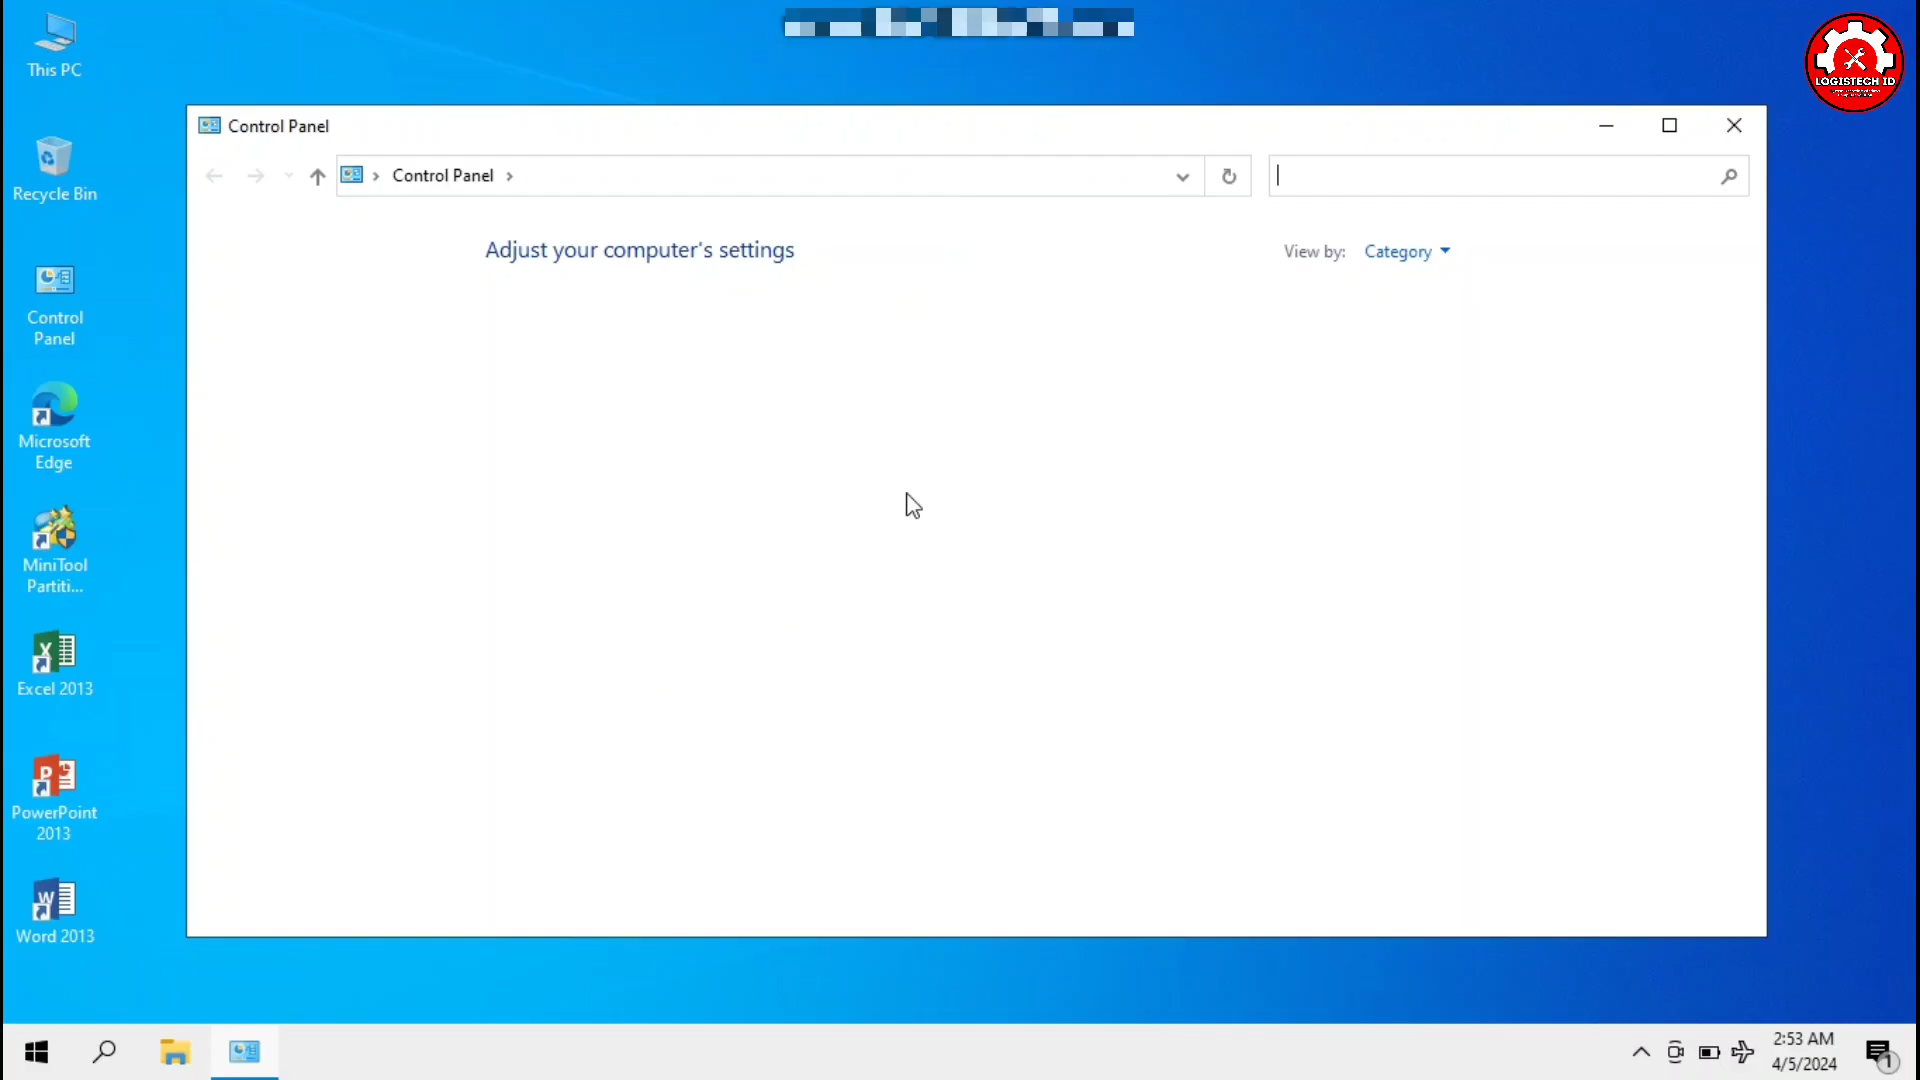 This PC
LOGISTECH ID
Control Panel
Control Panel
Recycle Bin
Adjust your computer's settings
View by: Category
Control
Panel
Microsoft
Edge
MiniTool
Partiti...
Excel 2013
PowerPoint
2013
Word 2013
2:53 AM
4/5/2024
1